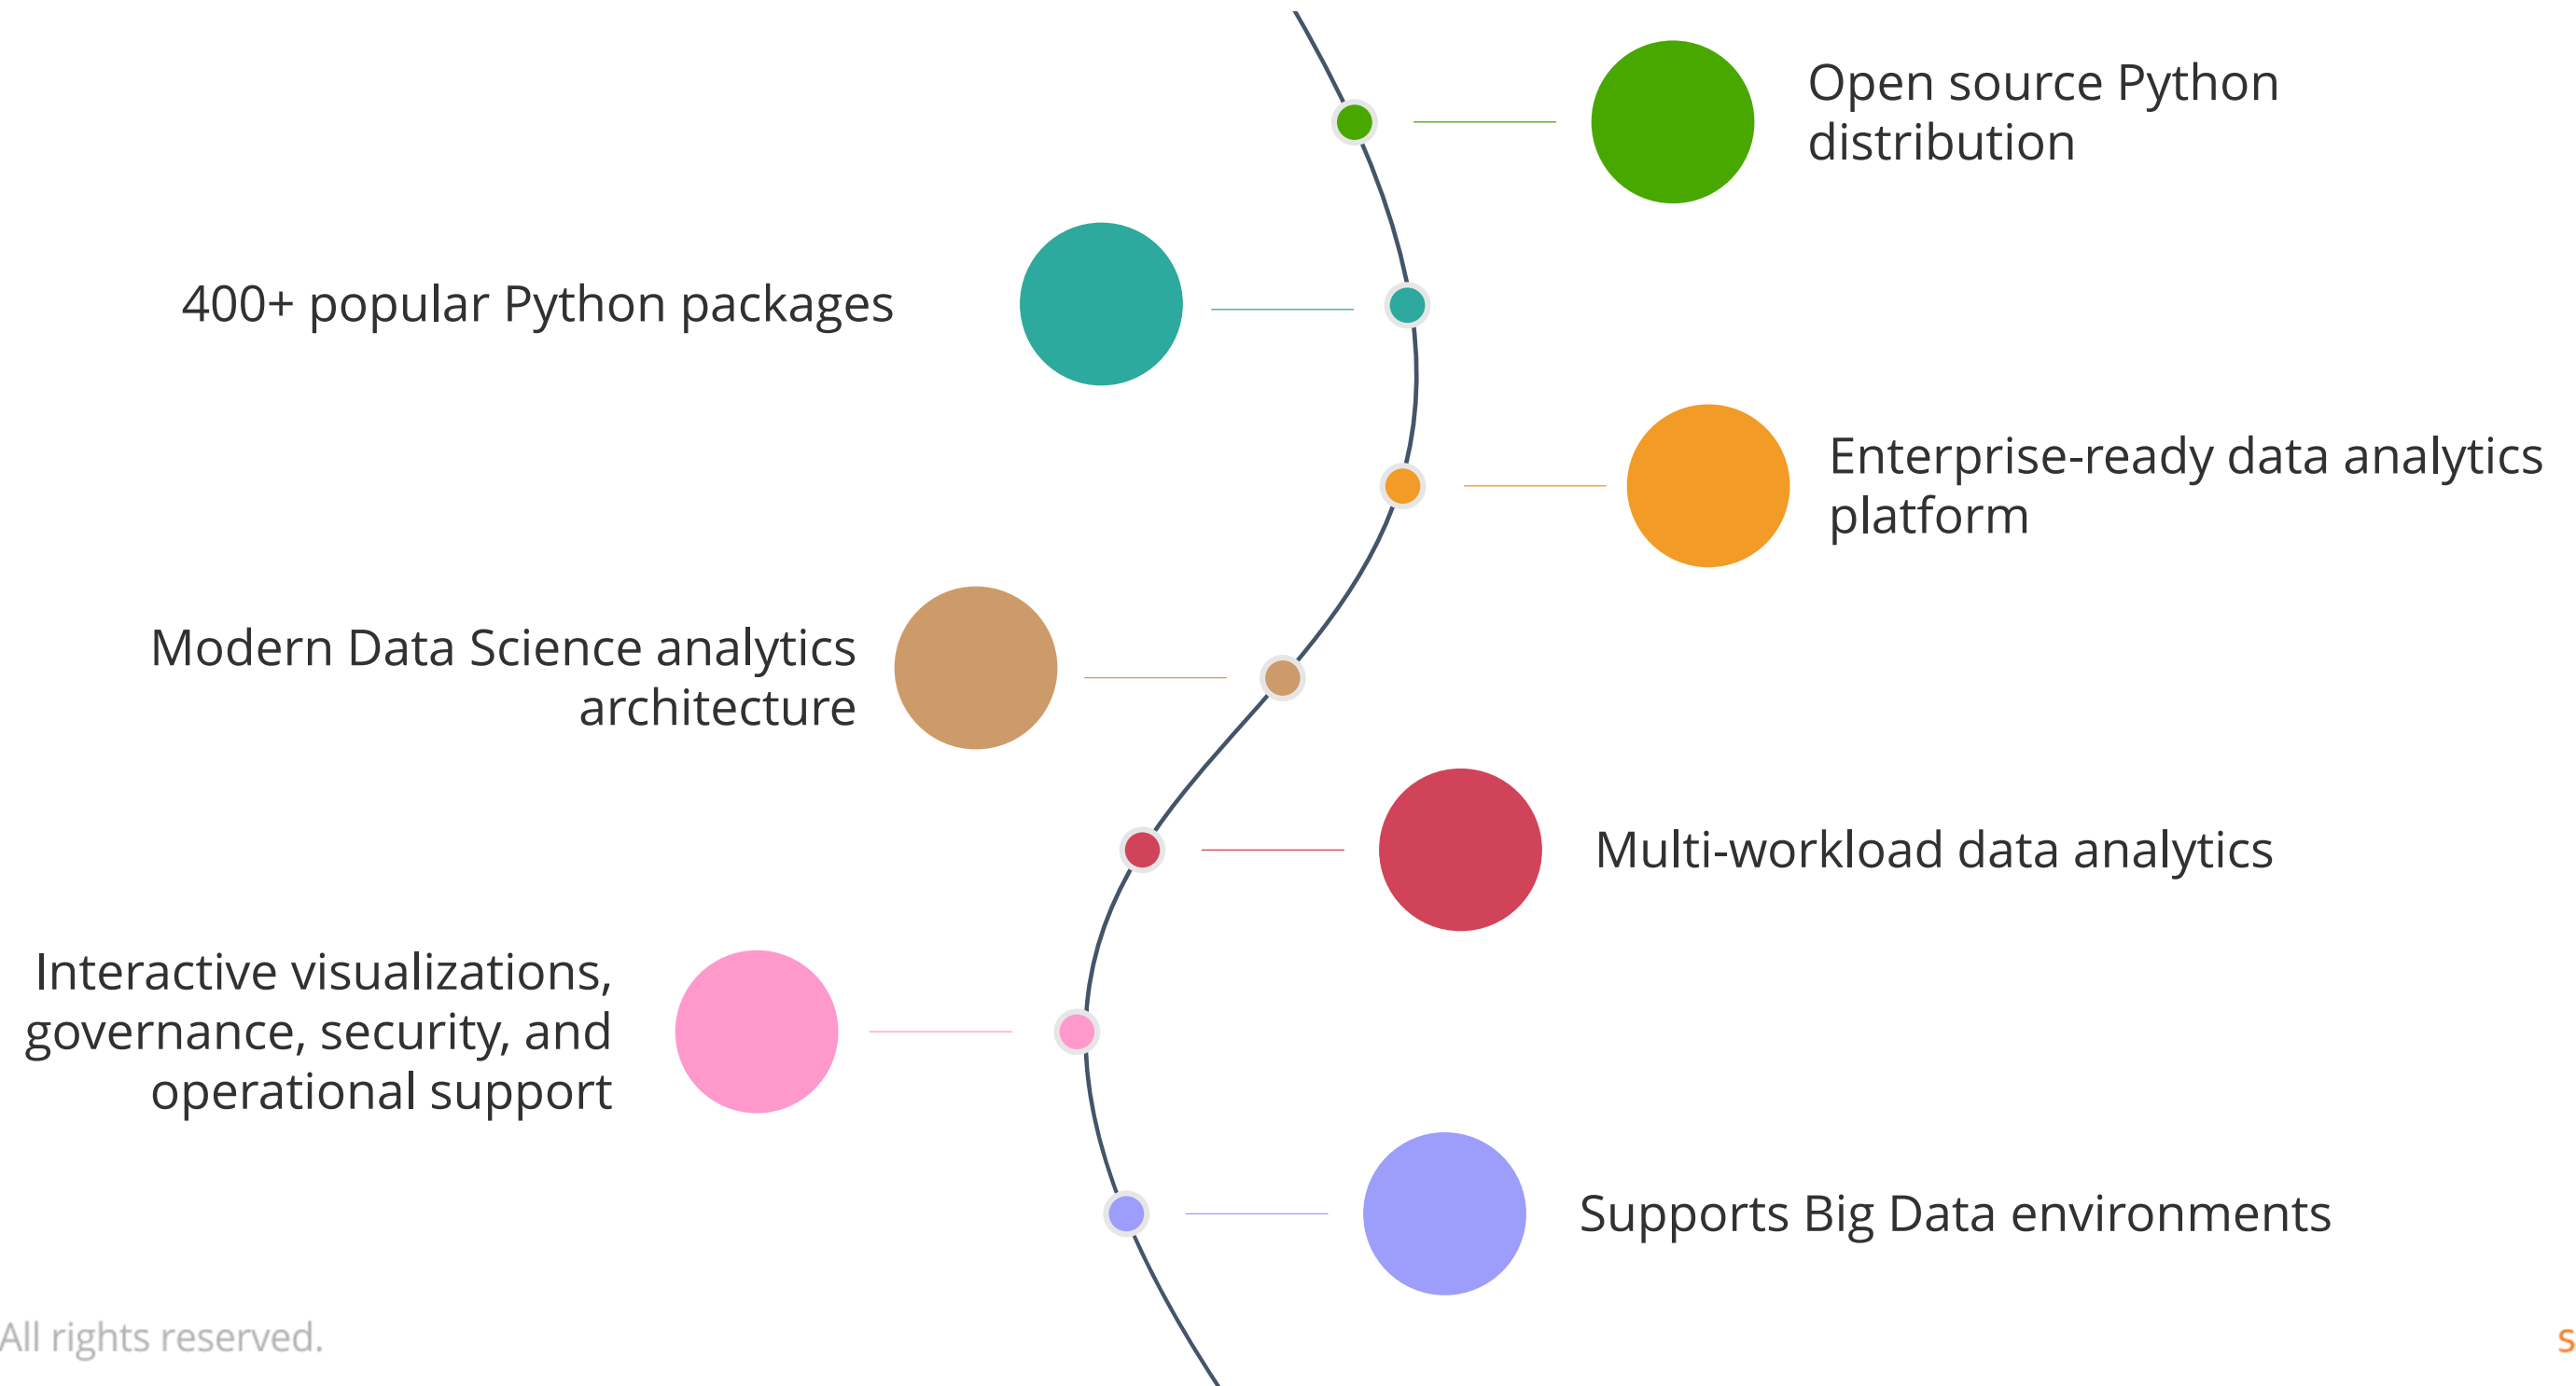 Open source Python
distribution
400+ popular Python packages
Enterprise-ready data analytics
platform
Modern Data Science analytics
architecture
Multi-workload data analytics
Interactive visualizations,
governance, security, and
operational support
Supports Big Data environments
All rights reserved.
s